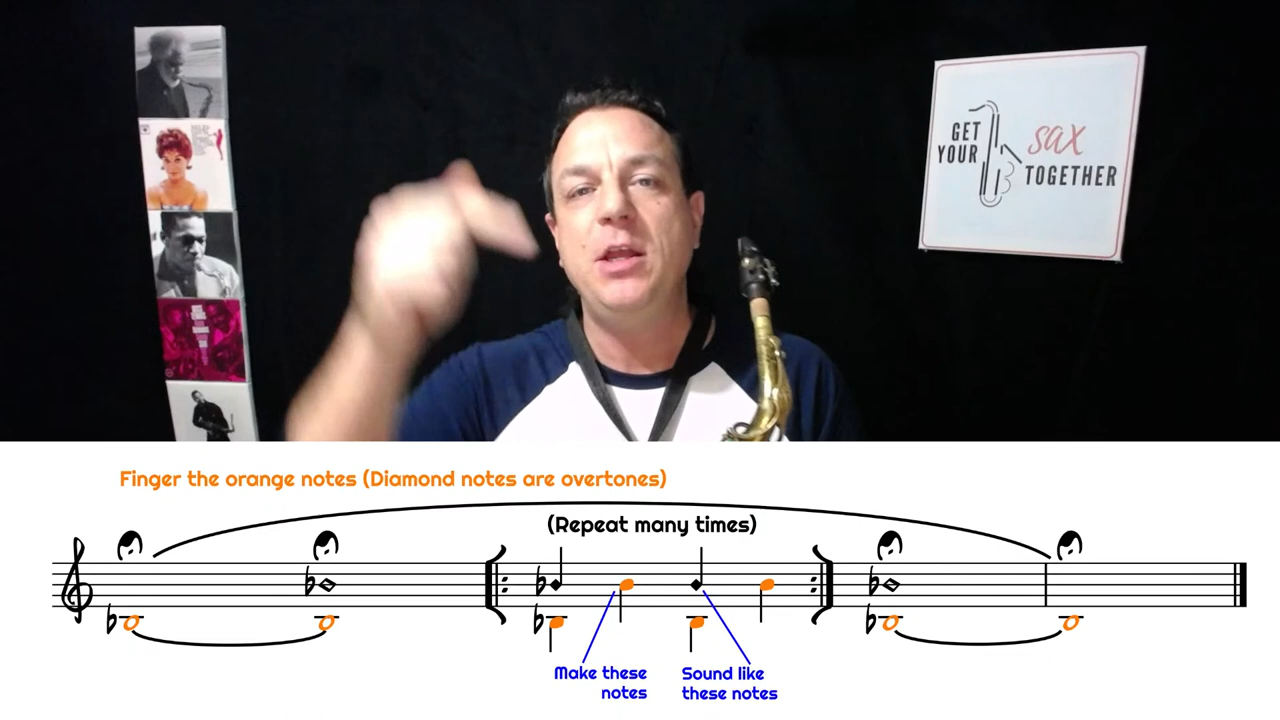 GET
YOUR
sax
TOGETHER
Finger the orange notes (Diamond notes are overtones)
(Repeat many times)
Make these
notes
Sound like
these notes